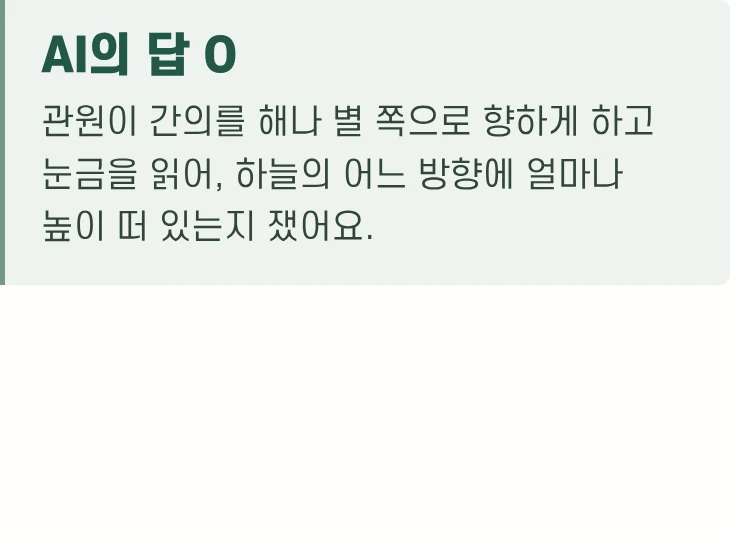 AI의 답 O
관원이 간의를 해나 별 쪽으로 향하게 하고
눈금을 읽어, 하늘의 어느 방향에 얼마나
높이 떠 있는지 쟀어요.